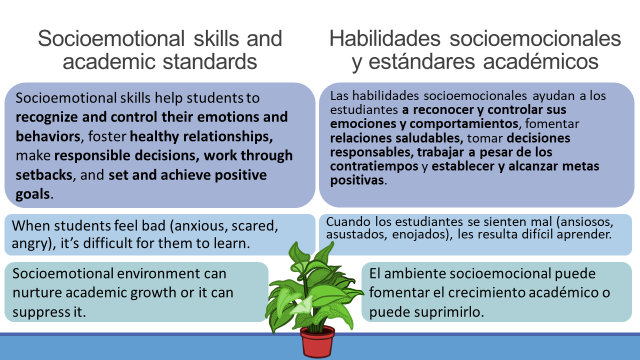 Socioemotional skills and
academic standards
Socioemotional skills help students to
recognize and control their emotions and
behaviors, foster healthy relationships,
make responsible decisions, work through
setbacks, and set and achieve positive
goals.
When students feel bad (anxious, scared,
angry), it's difficult for them to learn.
Socioemotional environment can
nurture academic growth or it can
suppress it.
Habilidades socioemocionales
y estándares académicos
Las habilidades socioemocionales ayudan a los
estudiantes a reconocer y controlar sus
emociones y comportamientos, fomentar
relaciones saludables, tomar decisiones
responsables, trabajar a pesar de los
contratiempos y establecer y alcanzar metas
positivas.
Cuando los estudiantes se sienten mal (ansiosos,
asustados, enojados), les resulta difícil aprender.
El ambiente socioemocional puede
fomentar el crecimiento académico o
puede suprimirlo.